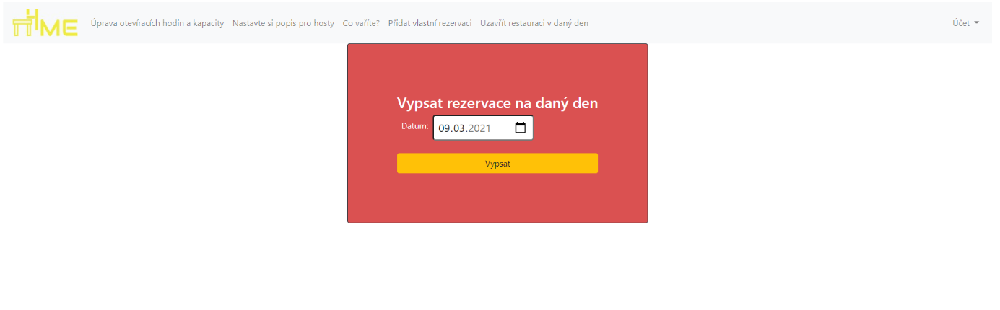 ME
Úprava otevíracích hodin a kapacity Nastavte si popis pro hosty Co vaříte? Přidat vlastní rezervaci Uzavřít restauraci v daný den Účet
Vypsat rezervace na daný den
Datum: 09.03.2021
Vypsat